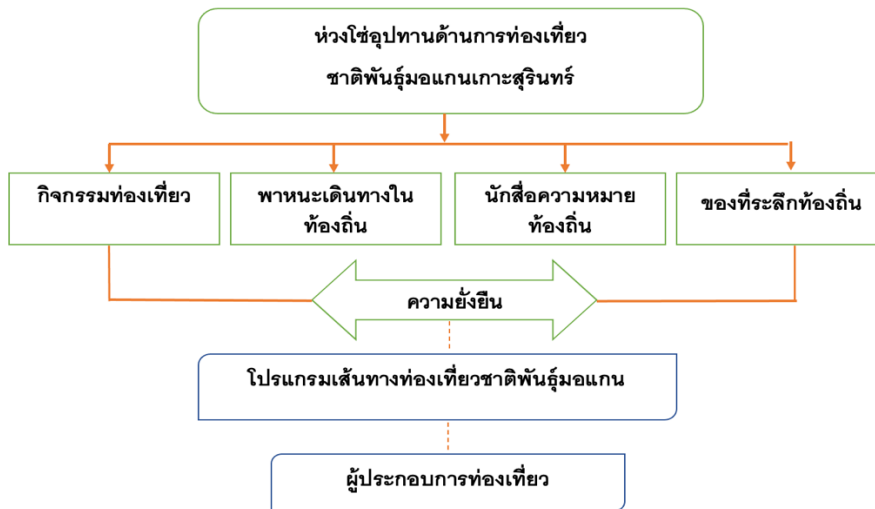 ห่วงโซ่อุปทานด้านการท่องเที่ยว
ชาติพันธุ์มอแกนเกาะสุรินทร์
กิจกรรมท่องเที่ยว
พาหนะเดินทางใน
ท้องถิ่น
นักสื่อความหมาย
ท้องถิ่น
ของที่ระลึกท้องถิ่น
ความยั่งยืน
โปรแกรมเส้นทางท่องเที่ยวชาติพันธุ์มอแกน
ผู้ประกอบการท่องเที่ยว